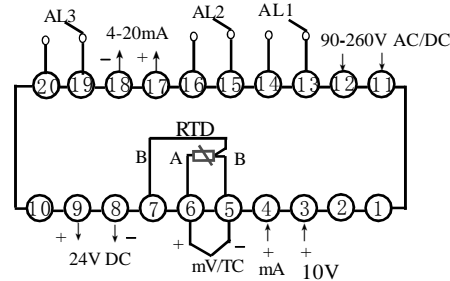 AL3 4-20mA AL2 AL1 90-260V AC/DC
− +
20 19 18 17 16 15 14 13 12 11
RTD
B A B
10 9 8 7 6 5 4 3 2 1
+ − + − + +
24V DC mV/TC mA 10V